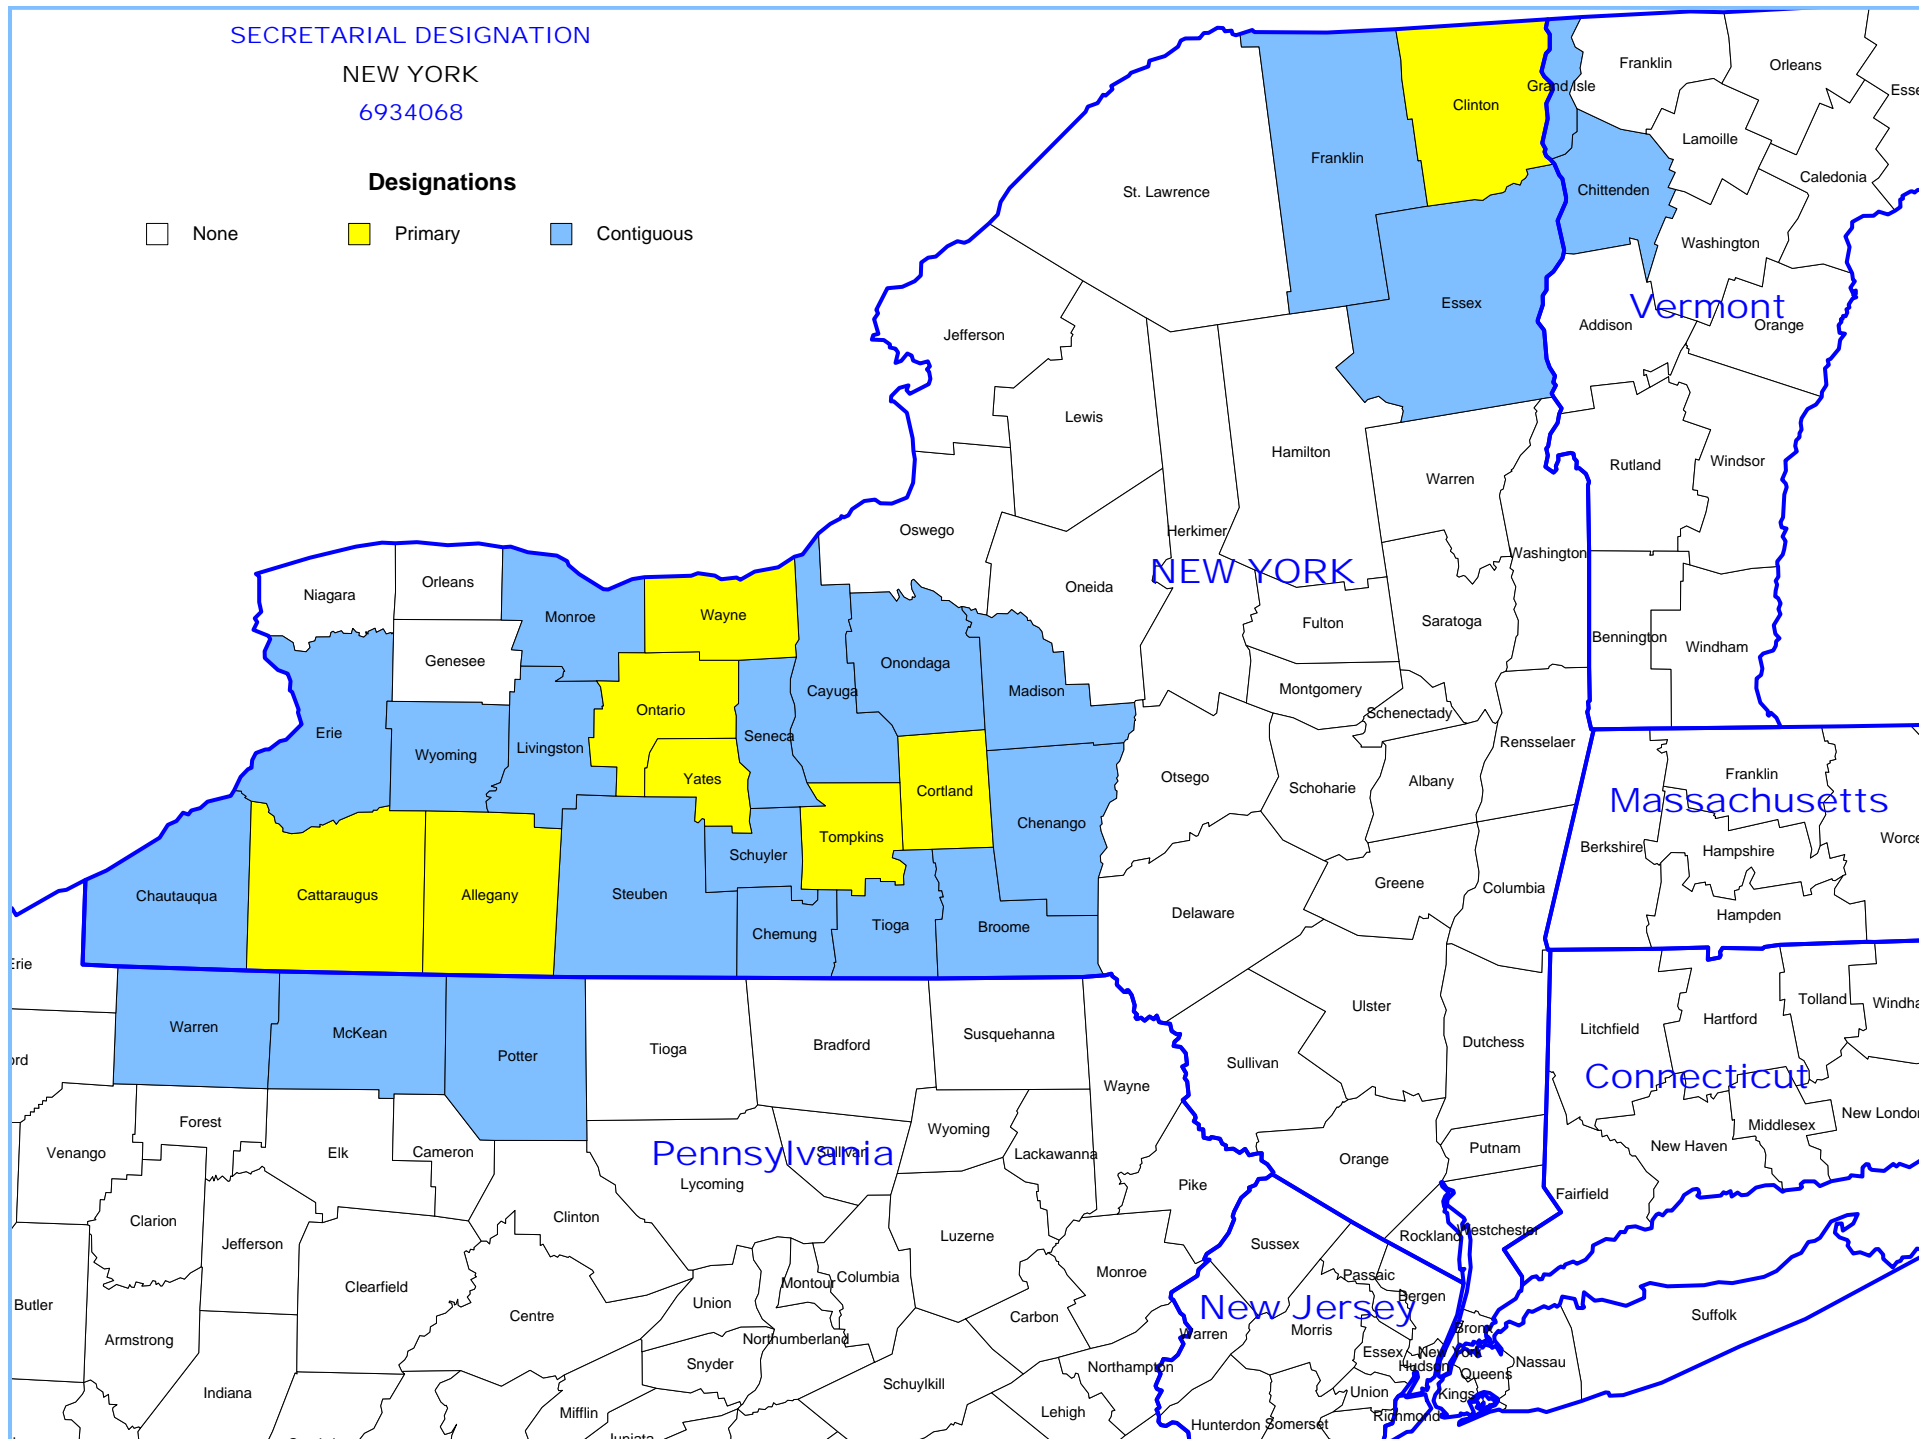 SECRETARIAL DESIGNATION
NEW YORK
6934068
Designations
None
Primary
Contiguous
Clinton
Grand Isle
Franklin
Orleans
Lamoille
Caledonia
Franklin
St. Lawrence
Chittenden
Washington
Essex
Vermont
Addison
Orange
Jefferson
Lewis
Hamilton
Warren
Rutland
Windsor
Oswego
Herkimer
Washington
NEW YORK
Niagara
Orleans
Monroe
Wayne
Oneida
Fulton
Saratoga
Bennington
Windham
Genesee
Onondaga
Cayuga
Madison
Montgomery
Schenectady
Ontario
Erie
Wyoming
Livingston
Seneca
Rensselaer
Yates
Cortland
Otsego
Schoharie
Albany
Franklin
Massachusetts
Chenango
Tompkins
Schuyler
Berkshire
Hampshire
Chautauqua
Cattaraugus
Allegany
Steuben
Greene
Columbia
Delaware
Hampden
Chemung
Tioga
Broome
Warren
McKean
Potter
Tioga
Bradford
Susquehanna
Ulster
Tolland
Litchfield
Hartford
Sullivan
Dutchess
Connecticut
Wayne
Forest
Venango
Elk
Cameron
Wyoming
Middlesex
New Haven
Pennsylvania
Sullivan
Lackawanna
Orange
Putnam
Lycoming
Pike
Fairfield
Clarion
Clinton
Jefferson
Luzerne
Sussex
Rockland
Westchester
Clearfield
Montour
Columbia
Monroe
Passaic
Butler
Union
Centre
Carbon
New Jersey
Bergen
Suffolk
Armstrong
Northumberland
Warren
Morris
Bronx
Snyder
Northampton
Essex
New York
Hudson
Nassau
Queens
Indiana
Schuylkill
Union
Kings
Mifflin
Lehigh
Richmond
Hunterdon
Somerset